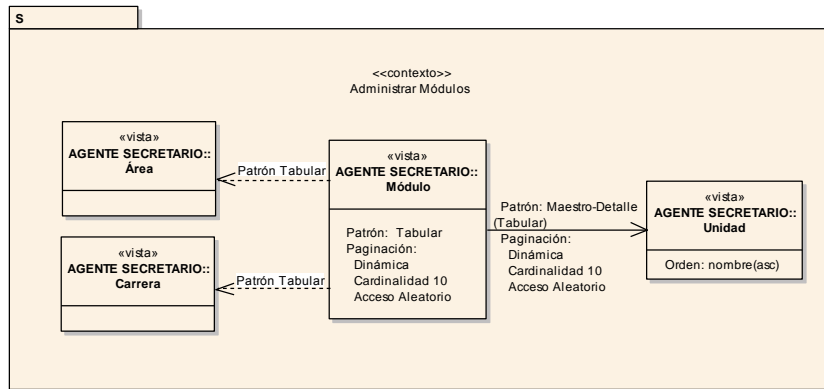 S
<<contexto>>
Administrar Módulos
«vista»
AGENTE SECRETARIO::
Área
Patrón Tabular
«vista»
AGENTE SECRETARIO::
Módulo
Patrón: Tabular
Paginación:
Dinámica
Cardinalidad 10
Acceso Aleatorio
Patrón: Maestro-Detalle
(Tabular)
Paginación:
Dinámica
Cardinalidad 10
Acceso Aleatorio
«vista»
AGENTE SECRETARIO::
Unidad
Orden: nombre(asc)
«vista»
AGENTE SECRETARIO::
Carrera
Patrón Tabular